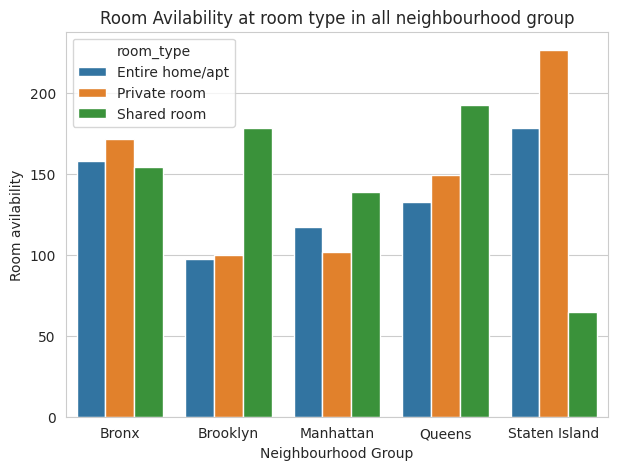 Room Avilability at room type in all neighbourhood group
room_type
Entire home/apt
Private room
Shared room
Room avilability
200
150
100
50
0
Bronx
Brooklyn
Manhattan
Queens
Staten Island
Neighbourhood Group